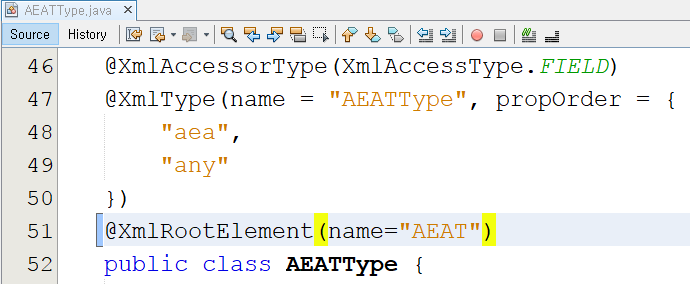 AEATType.java
Source History
46 @XmlAccessorType(XmlAccessType.FIELD)
47 @XmlType(name = "AEATType", propOrder = {
48 "aea",
49 "any"
50 })
51 @XmlRootElement(name="AEAT")
52 public class AEATType {